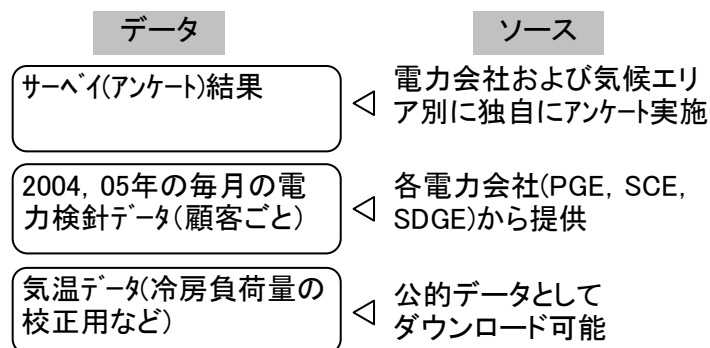 データ
ソース
ｻｰﾍﾞｲ(ｱﾝｹｰﾄ)結果
電力会社および気候エリ
ア別に独自にｱﾝｹｰﾄ実施
2004, 05年の毎月の電
力検針ﾃﾞｰﾀ(顧客ごと)
各電力会社(PGE, SCE,
SDGE)から提供
気温ﾃﾞｰﾀ(冷房負荷量の
校正用など)
公的データとして
ダウンロード可能